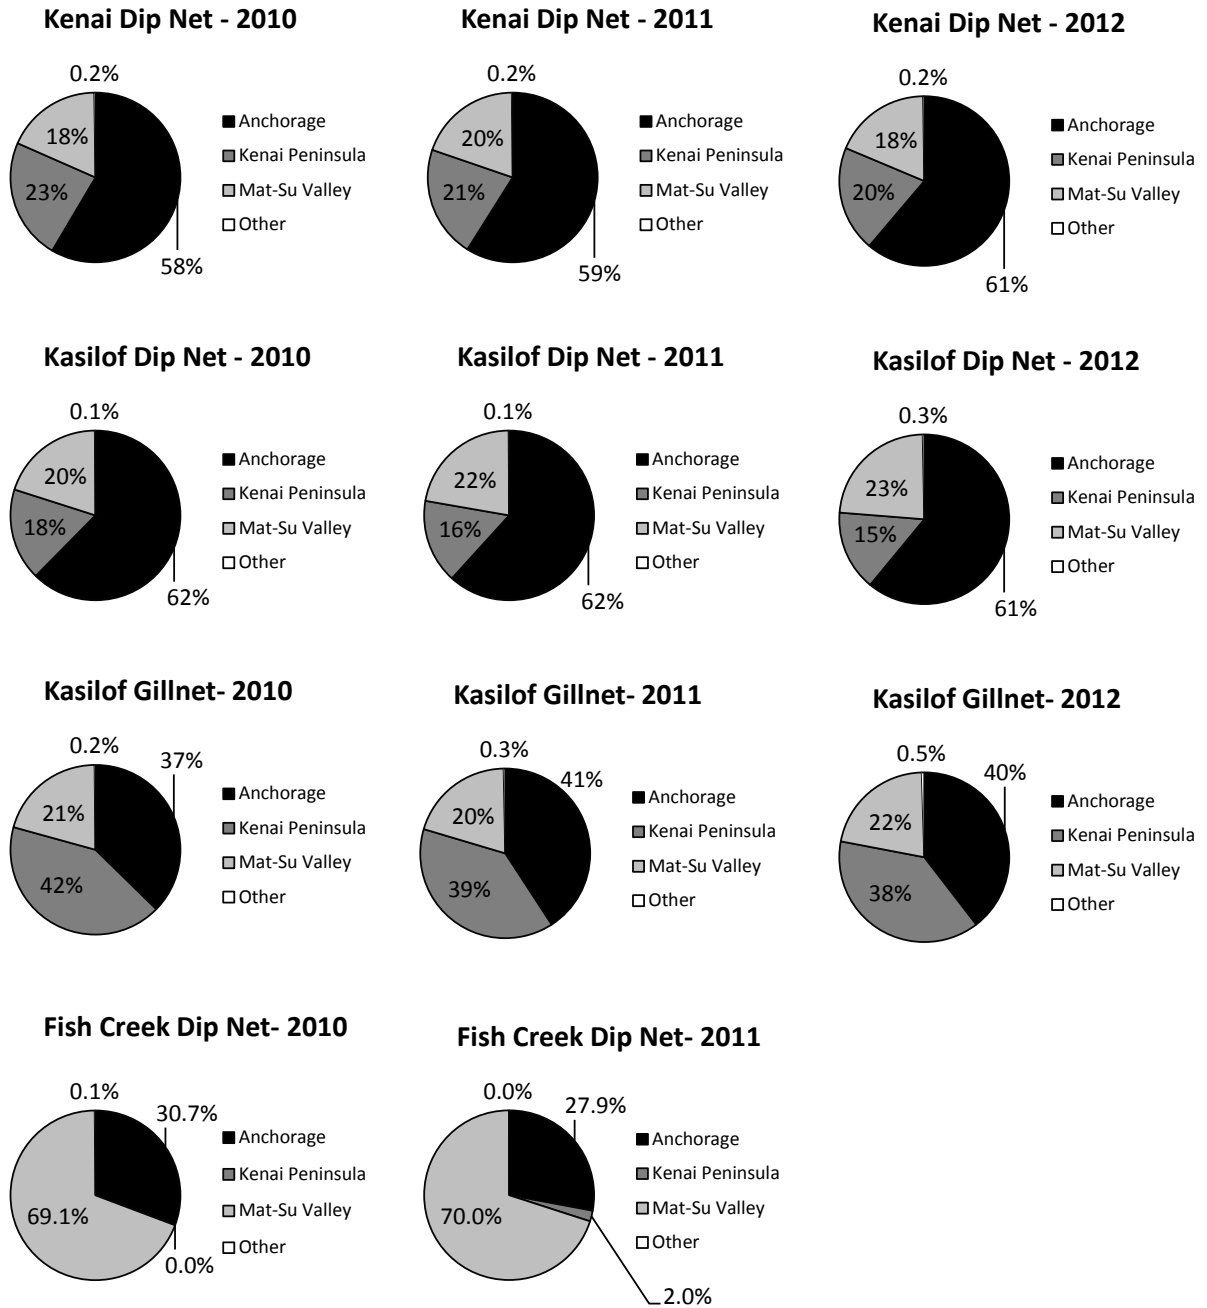 Kenai Dip Net - 2010
0.2%
18%
23%
58%
Anchorage
Kenai Peninsula
Mat-Su Valley
Other
Kenai Dip Net - 2011
0.2%
20%
21%
59%
Anchorage
Kenai Peninsula
Mat-Su Valley
Other
Kenai Dip Net - 2012
0.2%
18%
20%
61%
Anchorage
Kenai Peninsula
Mat-Su Valley
Other
Kasilof Dip Net - 2010
0.1%
20%
18%
62%
Anchorage
Kenai Peninsula
Mat-Su Valley
Other
Kasilof Dip Net - 2011
0.1%
22%
16%
62%
Anchorage
Kenai Peninsula
Mat-Su Valley
Other
Kasilof Dip Net - 2012
0.3%
23%
15%
61%
Anchorage
Kenai Peninsula
Mat-Su Valley
Other
Kasilof Gillnet- 2010
0.2%
37%
21%
42%
Anchorage
Kenai Peninsula
Mat-Su Valley
Other
Kasilof Gillnet- 2011
0.3%
41%
20%
39%
Anchorage
Kenai Peninsula
Mat-Su Valley
Other
Kasilof Gillnet- 2012
0.5%
40%
22%
38%
Anchorage
Kenai Peninsula
Mat-Su Valley
Other
Fish Creek Dip Net- 2010
0.1%
30.7%
69.1%
0.0%
Anchorage
Kenai Peninsula
Mat-Su Valley
Other
Fish Creek Dip Net- 2011
0.0%
27.9%
70.0%
2.0%
Anchorage
Kenai Peninsula
Mat-Su Valley
Other